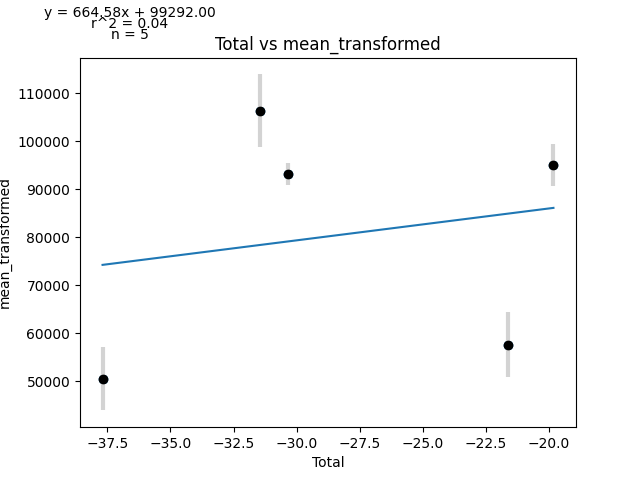 y = 664.58x + 99292.00
r^2 = 0.04
n = 5
Total vs mean_transformed
110000
100000
90000
80000
70000
60000
50000
mean_transformed
−37.5 −35.0 −32.5 −30.0 −27.5 −25.0 −22.5 −20.0
Total